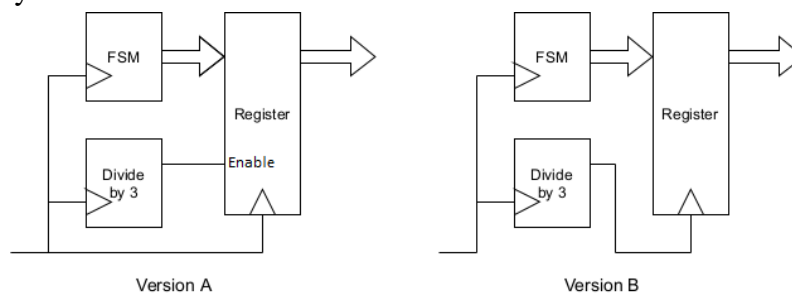 y
FSM
Register
Enable
Divide
by 3
Version A
FSM
Register
Divide
by 3
Version B